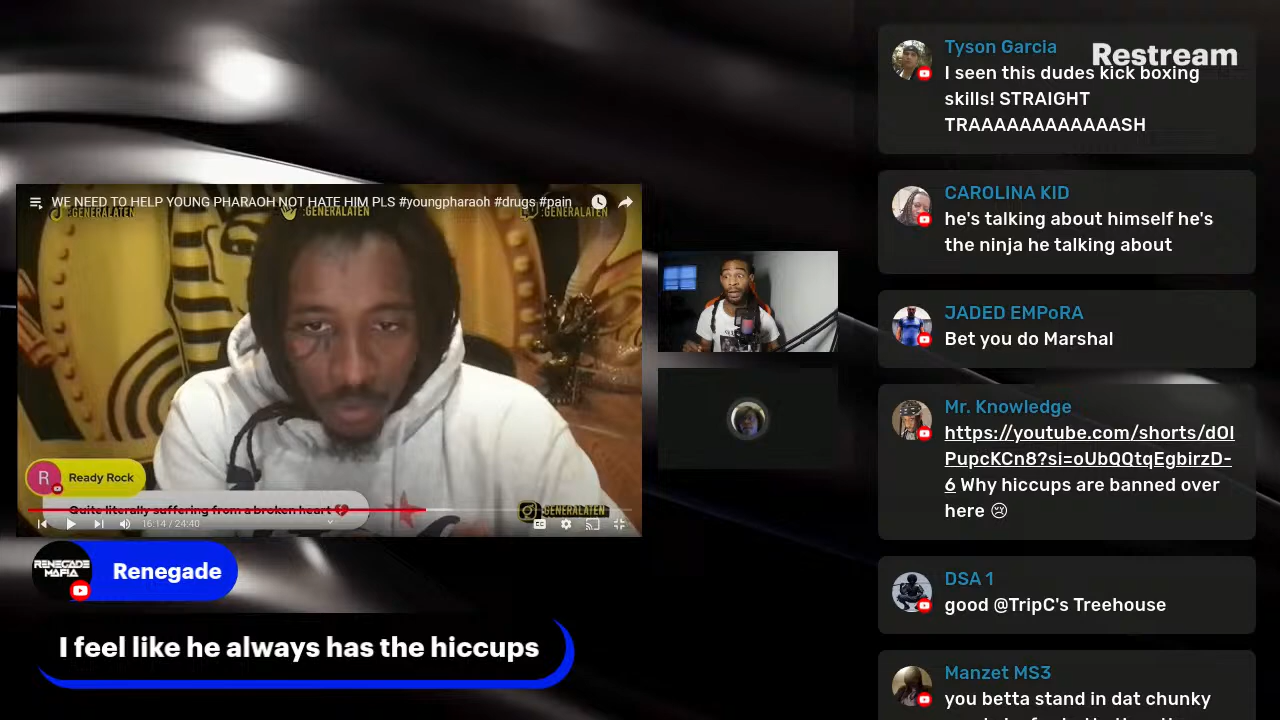 WE NEED TO HELP YOUNG PHARAOH NOT HATE HIM PLS #youngpharaoh #drugs #pain
:GENERALATEN
:GENERALATEN
:GENERALATEN
R
Ready Rock
Quite literally suffering from a broken heart 💔
:GENERALATEN
16:14 / 24:40
CC
RENEGADE
MAFIA
Renegade
I feel like he always has the hiccups
Restream
Tyson Garcia
I seen this dudes kick boxing
skills! STRAIGHT
TRAAAAAAAAAAAASH
CAROLINA KID
he's talking about himself he's
the ninja he talking about
JADED EMPoRA
Bet you do Marshal
Mr. Knowledge
https://youtube.com/shorts/dOI
PupcKCn8?si=oUbQQtqEgbirzD-
6 Why hiccups are banned over
here 😢
DSA 1
good @TripC's Treehouse
Manzet MS3
you betta stand in dat chunky